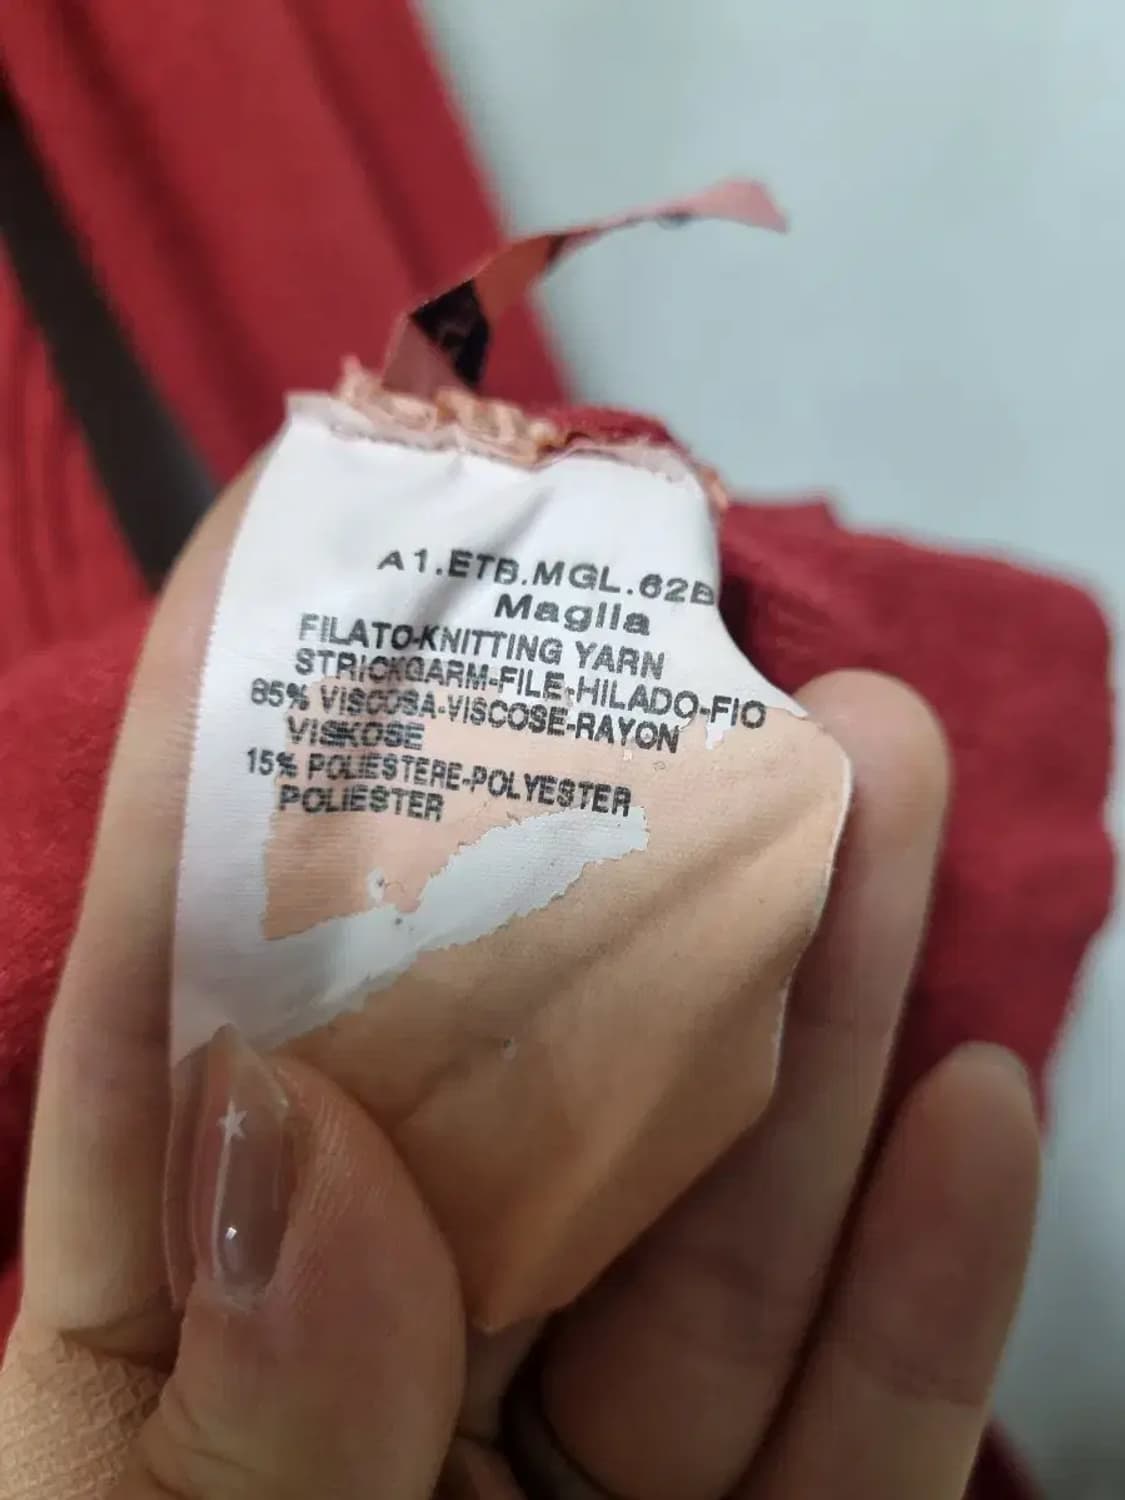 A1.ETB.MGL.62B
Maglia
FILATO-KNITTING YARN
STRICKGARM-FILE-HILADO-FIO
85% VISCOSA-VISCOSE-RAYON
VISKOSE
15% POLIESTERE-POLYESTER
POLIESTER